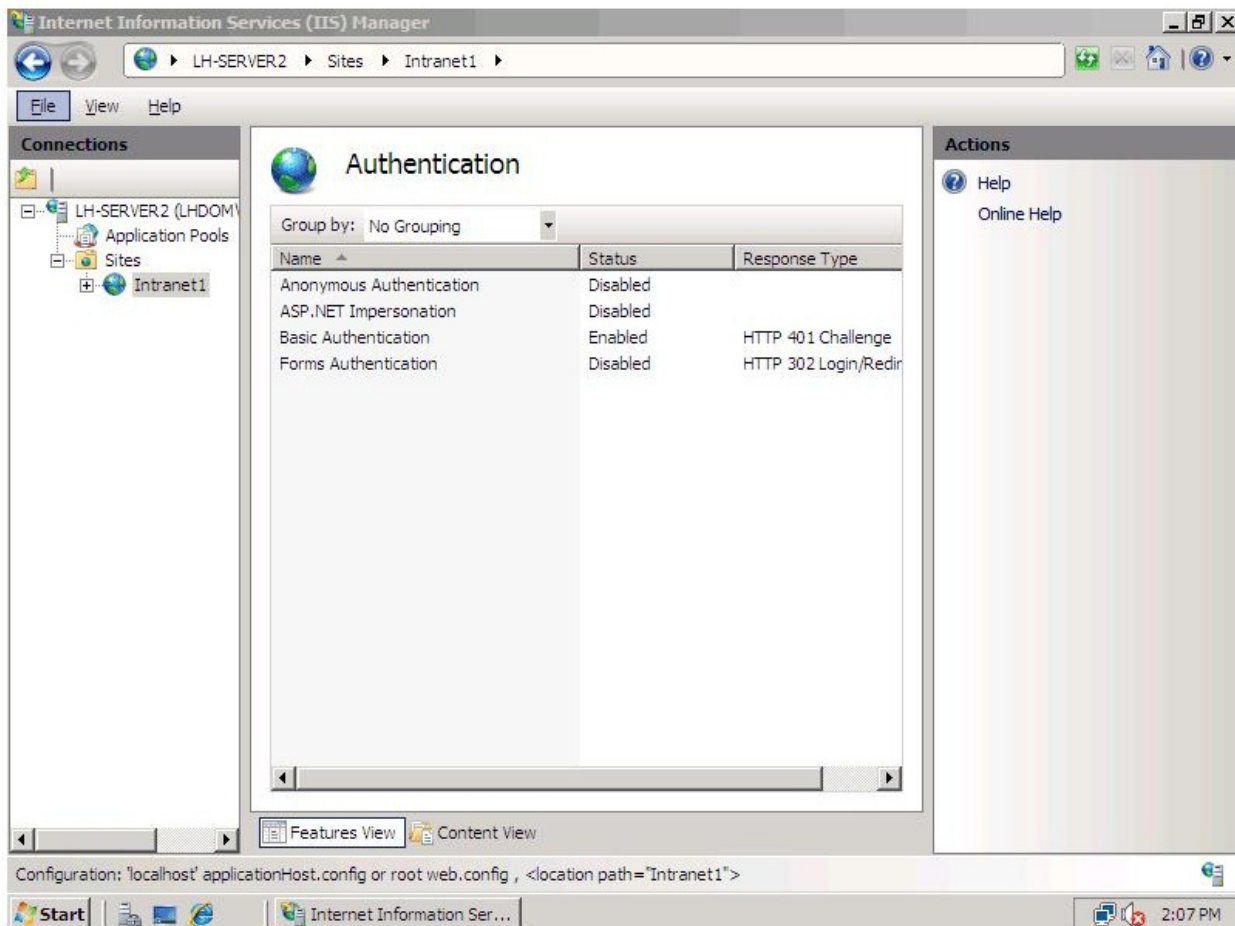 Internet Information Services (IIS) Manager
LH-SERVER2 Sites Intranet1
File View Help
Connections
LH-SERVER2 (LHDOM\
Application Pools
Sites
Intranet1
Authentication
Group by: No Grouping
Name Status Response Type
Anonymous Authentication Disabled
ASP.NET Impersonation Disabled
Basic Authentication Enabled HTTP 401 Challenge
Forms Authentication Disabled HTTP 302 Login/Redir
Features View Content View
Actions
Help
Online Help
Configuration: 'localhost' applicationHost.config or root web.config , <location path="Intranet1">
Start Internet Information Ser... 2:07 PM